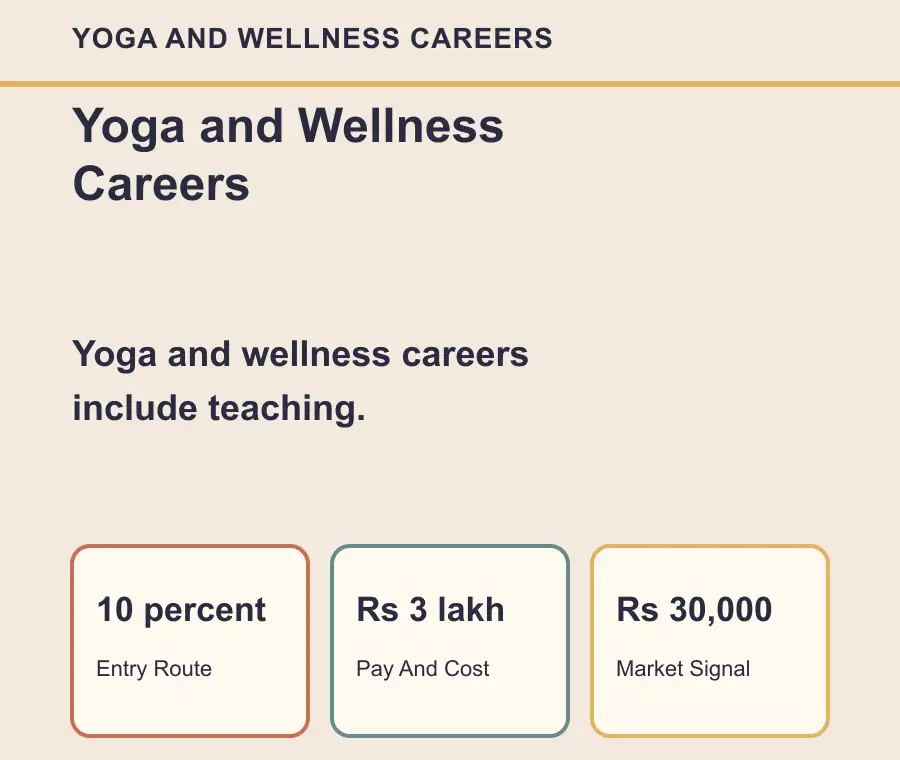 YOGA AND WELLNESS CAREERS
Yoga and Wellness
Careers
Yoga and wellness careers
include teaching.
10 percent
Entry Route
Rs 3 lakh
Pay And Cost
Rs 30,000
Market Signal